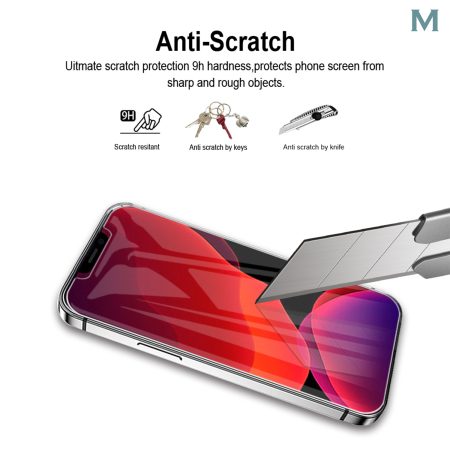 M
Anti-Scratch
Uitmate scratch protection 9h hardness,protects phone screen from
sharp and rough objects.
9H
Scratch resitant
Anti scratch by keys
Anti scratch by knife